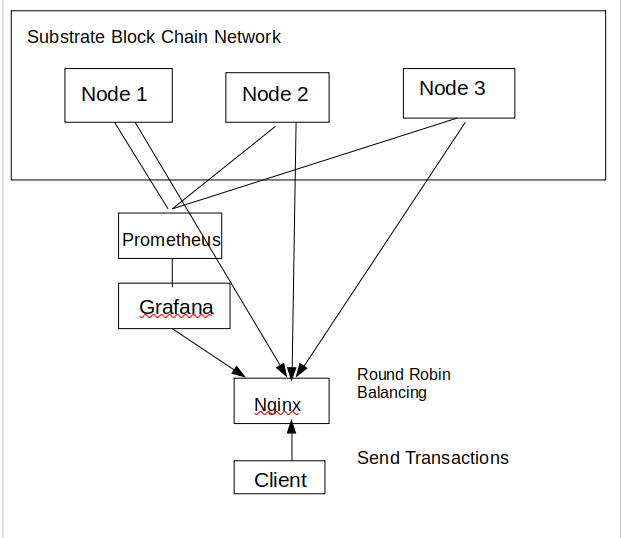 Substrate Block Chain Network
Node 1
Node 2
Node 3
Prometheus
Grafana
Nginx
Round Robin
Balancing
Client
Send Transactions